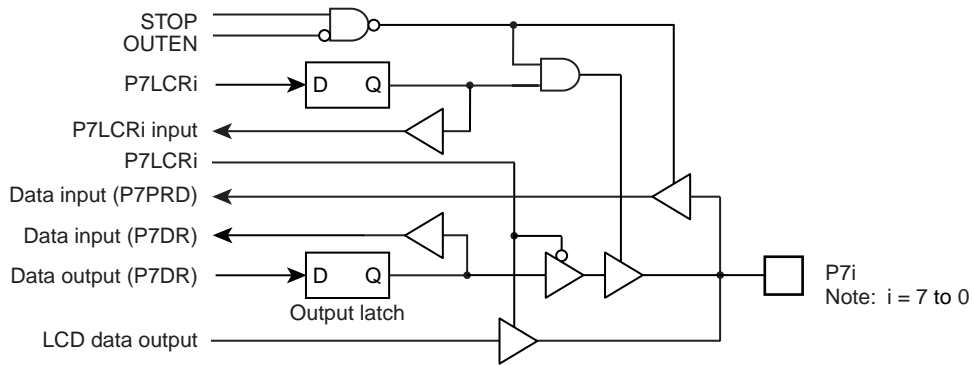 STOP
OUTEN
P7LCRi
D Q
P7LCRi input
P7LCRi
Data input (P7PRD)
Data input (P7DR)
Data output (P7DR)
D Q
Output latch
LCD data output
P7i
Note: i = 7 to 0